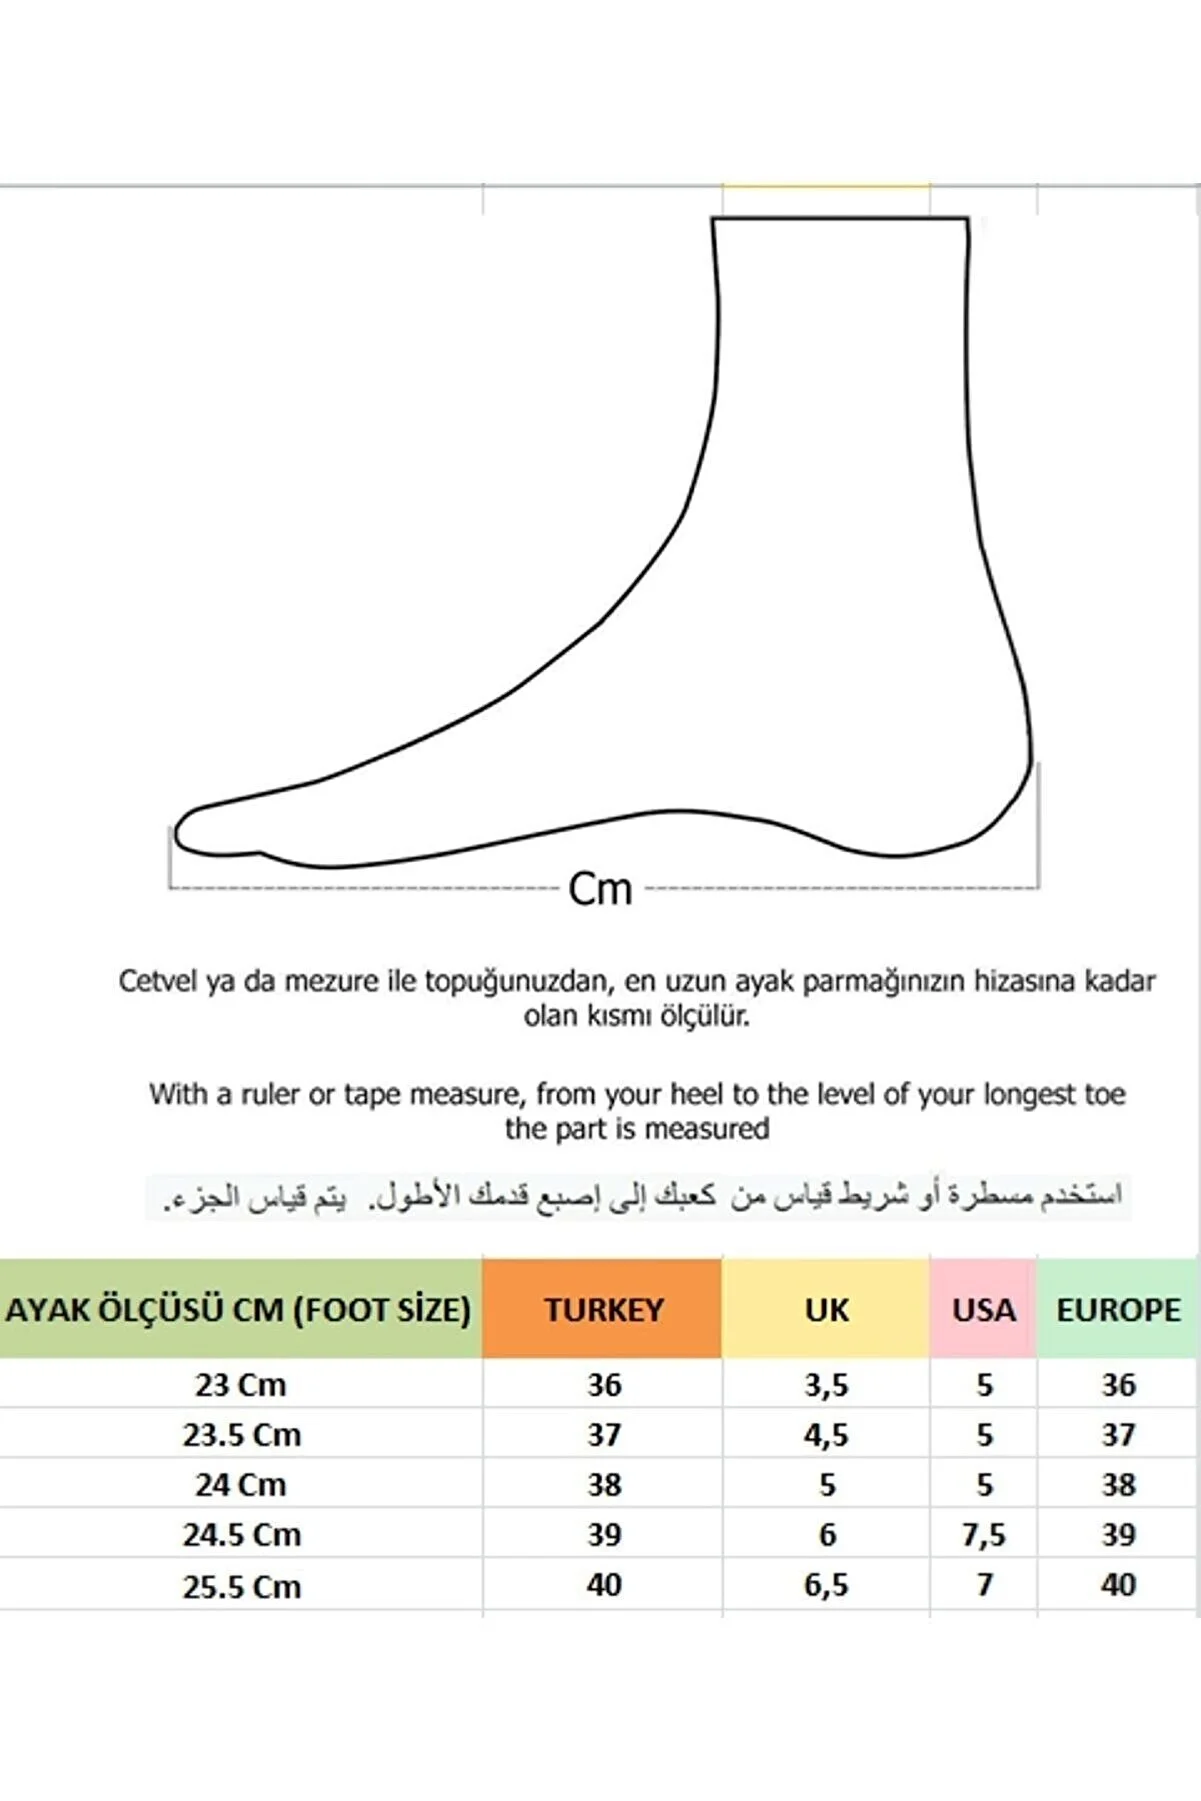 Cm
Cetvel ya da mezure ile topuğunuzdan, en uzun ayak parmağınızın hizasına kadar
olan kısmı ölçülür.
With a ruler or tape measure, from your heel to the level of your longest toe
the part is measured
استخدم مسطرة أو شريط قياس من كعبك إلى إصبع قدمك الأطول. يتم قياس الجزء.
AYAK ÖLÇÜSÜ CM (FOOT SİZE) TURKEY UK USA EUROPE
23 Cm 36 3,5 5 36
23.5 Cm 37 4,5 5 37
24 Cm 38 5 5 38
24.5 Cm 39 6 7,5 39
25.5 Cm 40 6,5 7 40